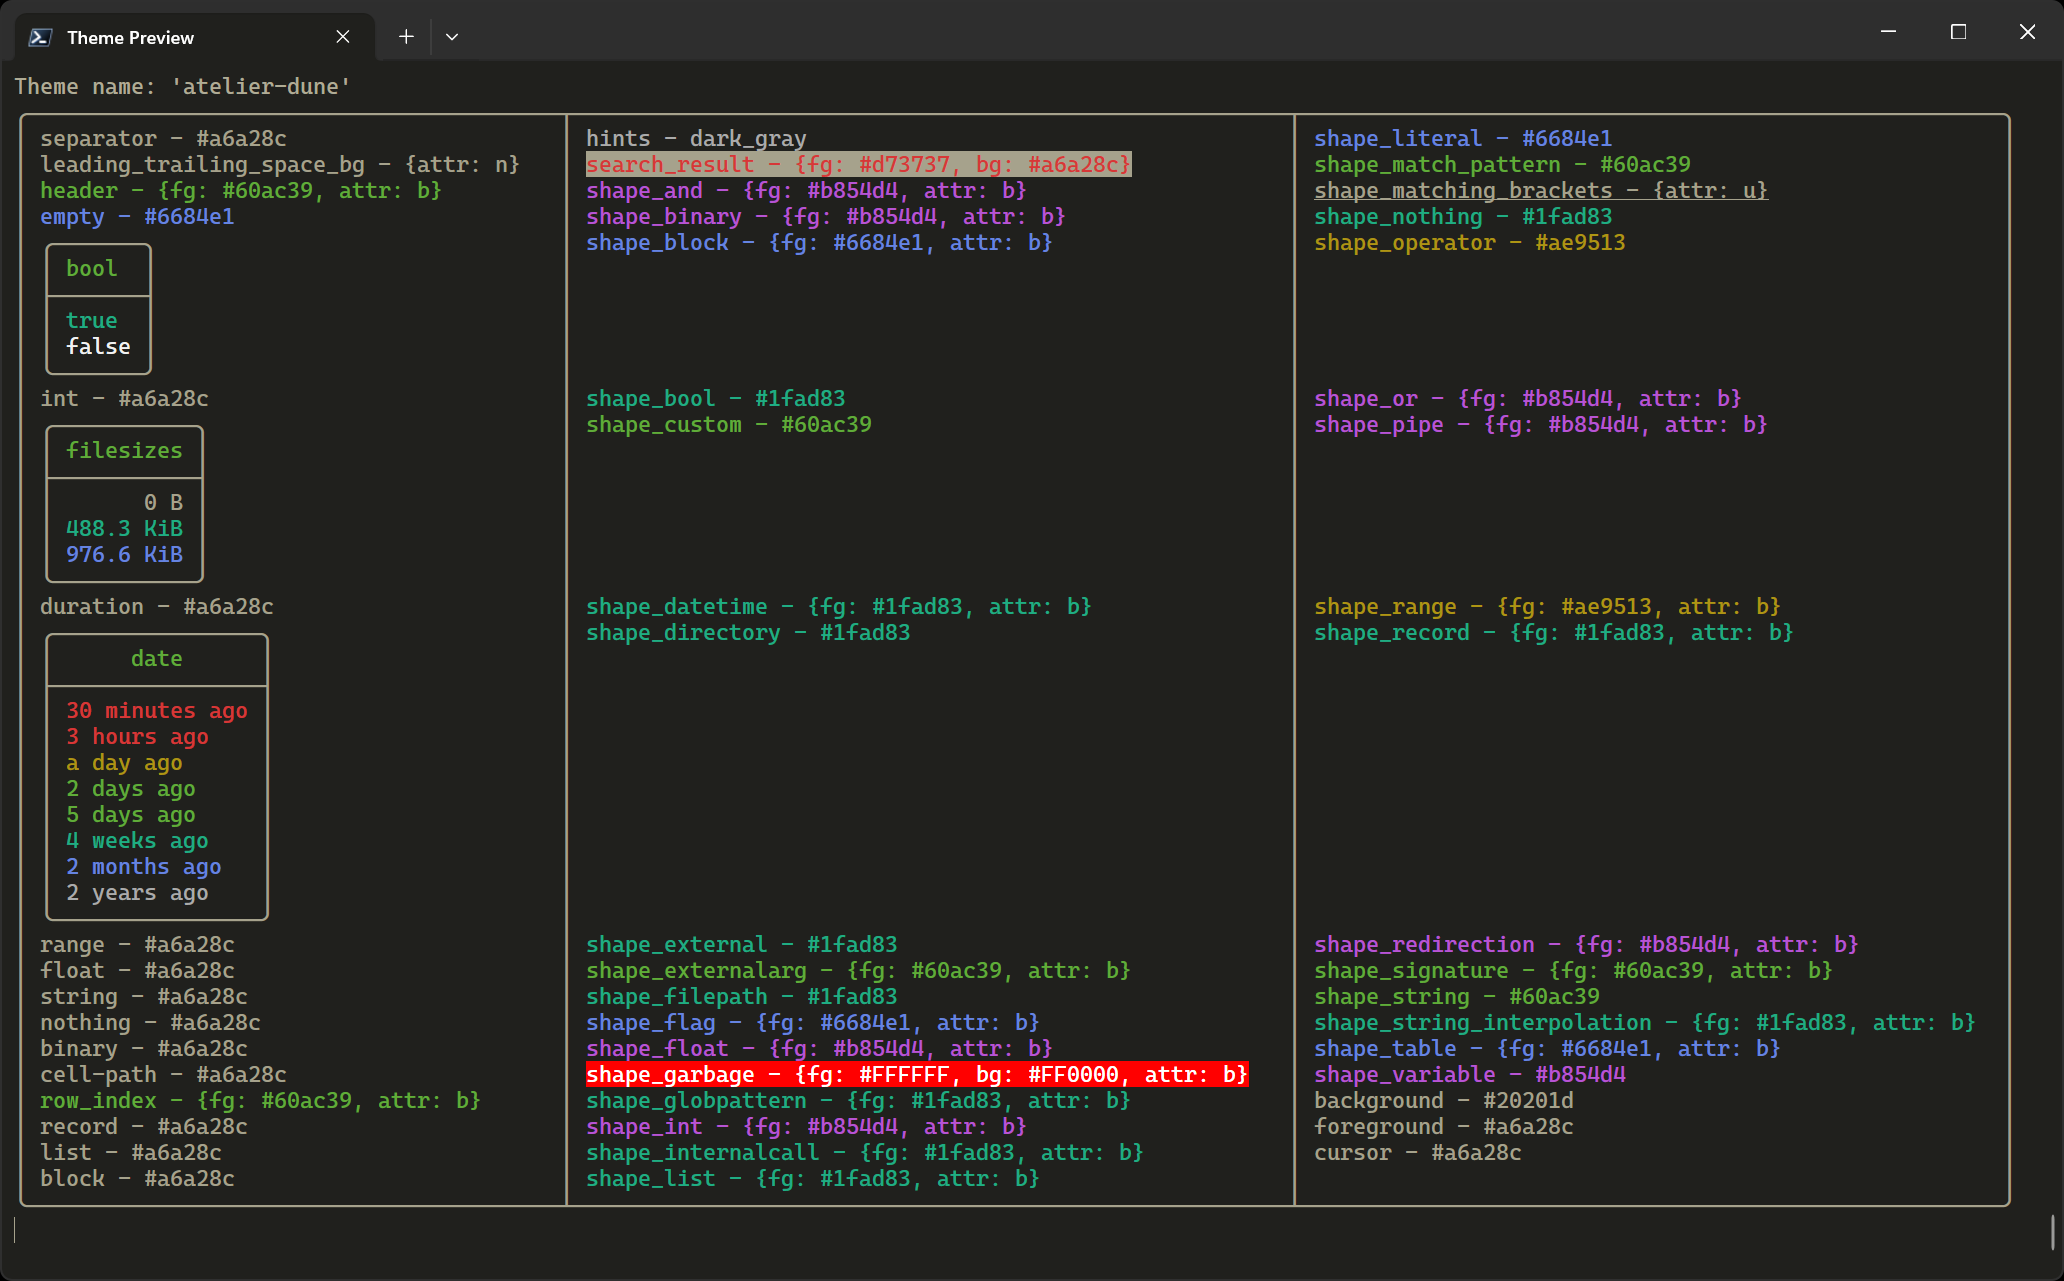 Theme Preview
Theme name: 'atelier-dune'
separator - #a6a28c
leading_trailing_space_bg - {attr: n}
header - {fg: #60ac39, attr: b}
empty - #6684e1
bool
true
false
int - #a6a28c
filesizes
0 B
488.3 KiB
976.6 KiB
duration - #a6a28c
date
30 minutes ago
3 hours ago
a day ago
2 days ago
5 days ago
4 weeks ago
2 months ago
2 years ago
range - #a6a28c
float - #a6a28c
string - #a6a28c
nothing - #a6a28c
binary - #a6a28c
cell-path - #a6a28c
row_index - {fg: #60ac39, attr: b}
record - #a6a28c
list - #a6a28c
block - #a6a28c
hints - dark_gray
search_result - {fg: #d73737, bg: #a6a28c}
shape_and - {fg: #b854d4, attr: b}
shape_binary - {fg: #b854d4, attr: b}
shape_block - {fg: #6684e1, attr: b}
shape_bool - #1fad83
shape_custom - #60ac39
shape_datetime - {fg: #1fad83, attr: b}
shape_directory - #1fad83
shape_external - #1fad83
shape_externalarg - {fg: #60ac39, attr: b}
shape_filepath - #1fad83
shape_flag - {fg: #6684e1, attr: b}
shape_float - {fg: #b854d4, attr: b}
shape_garbage - {fg: #FFFFFF, bg: #FF0000, attr: b}
shape_globpattern - {fg: #1fad83, attr: b}
shape_int - {fg: #b854d4, attr: b}
shape_internalcall - {fg: #1fad83, attr: b}
shape_list - {fg: #1fad83, attr: b}
shape_literal - #6684e1
shape_match_pattern - #60ac39
shape_matching_brackets - {attr: u}
shape_nothing - #1fad83
shape_operator - #ae9513
shape_or - {fg: #b854d4, attr: b}
shape_pipe - {fg: #b854d4, attr: b}
shape_range - {fg: #ae9513, attr: b}
shape_record - {fg: #1fad83, attr: b}
shape_redirection - {fg: #b854d4, attr: b}
shape_signature - {fg: #60ac39, attr: b}
shape_string - #60ac39
shape_string_interpolation - {fg: #1fad83, attr: b}
shape_table - {fg: #6684e1, attr: b}
shape_variable - #b854d4
background - #20201d
foreground - #a6a28c
cursor - #a6a28c